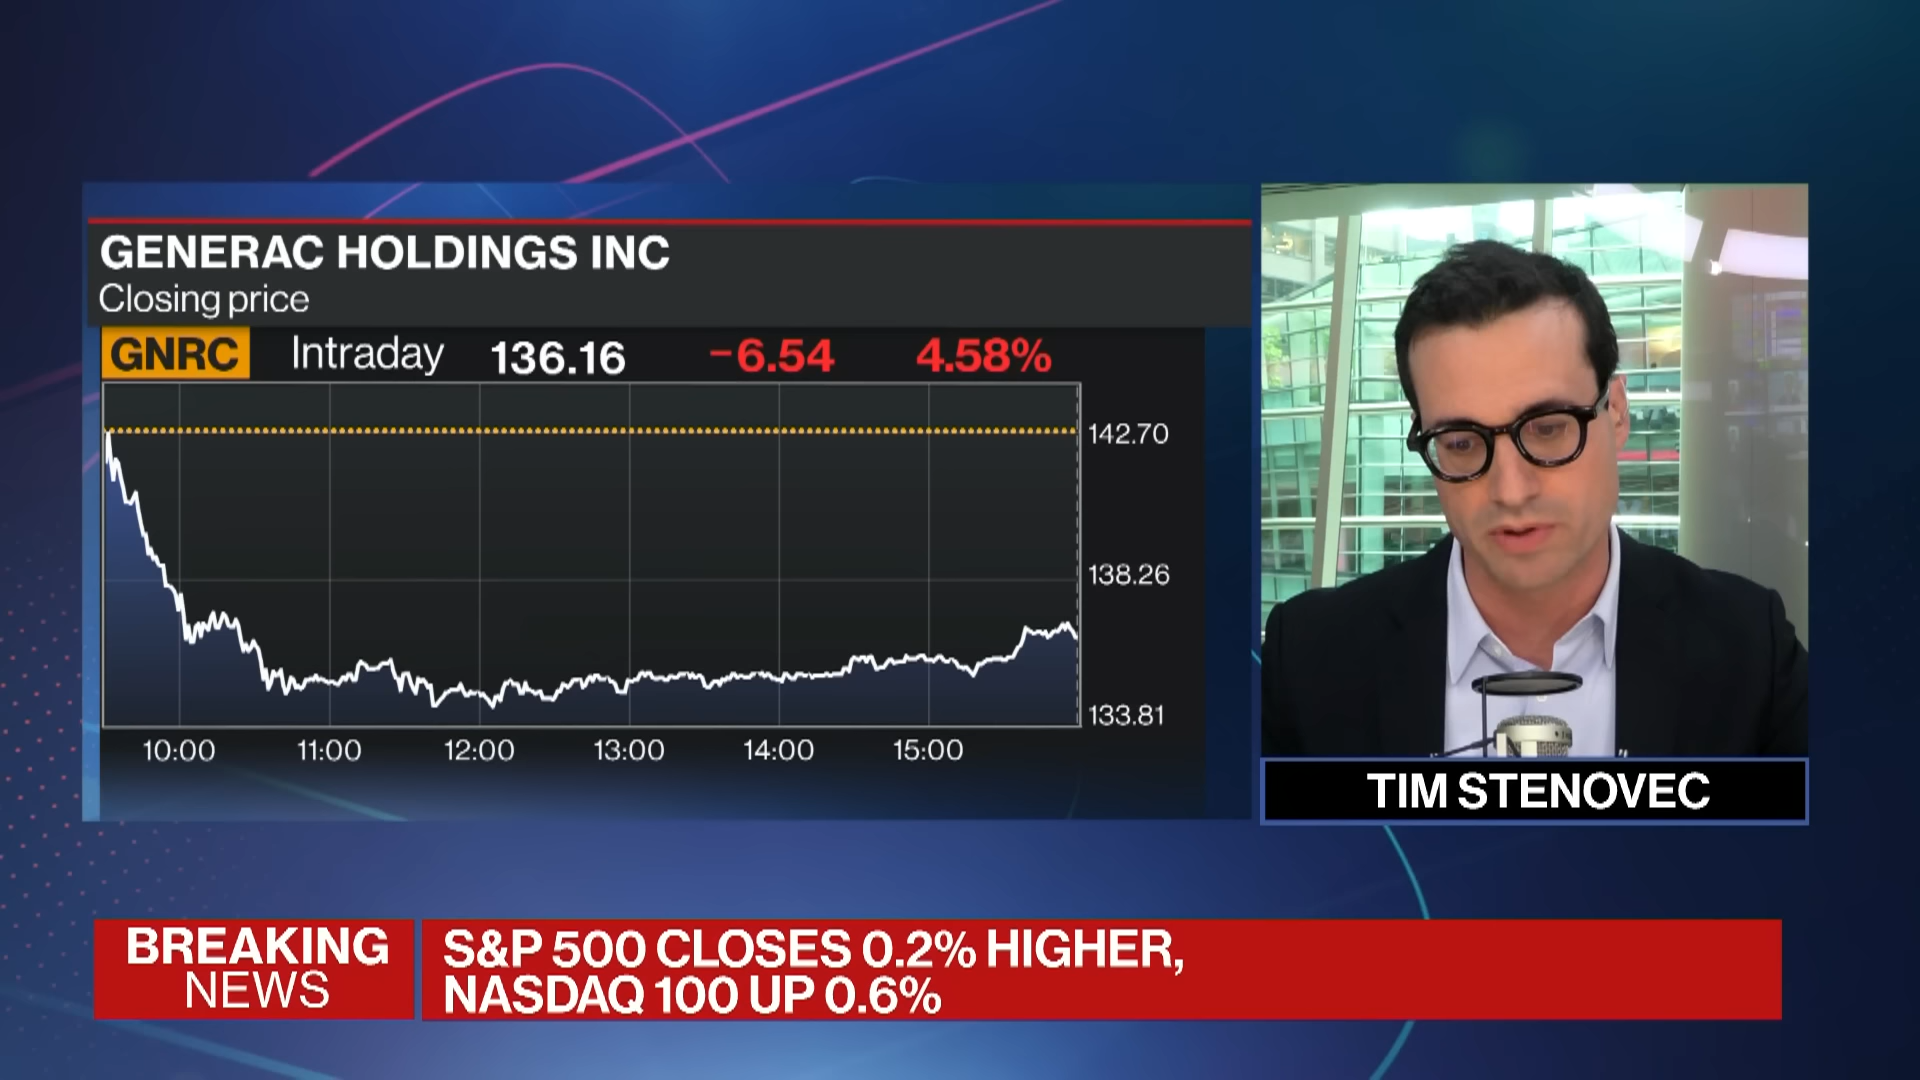 GENERAC HOLDINGS INC
Closing price
GNRC Intraday 136.16 -6.54 4.58%
142.70
138.26
133.81
10:00 11:00 12:00 13:00 14:00 15:00
TIM STENOVEC
BREAKING
NEWS
S&P 500 CLOSES 0.2% HIGHER,
NASDAQ 100 UP 0.6%